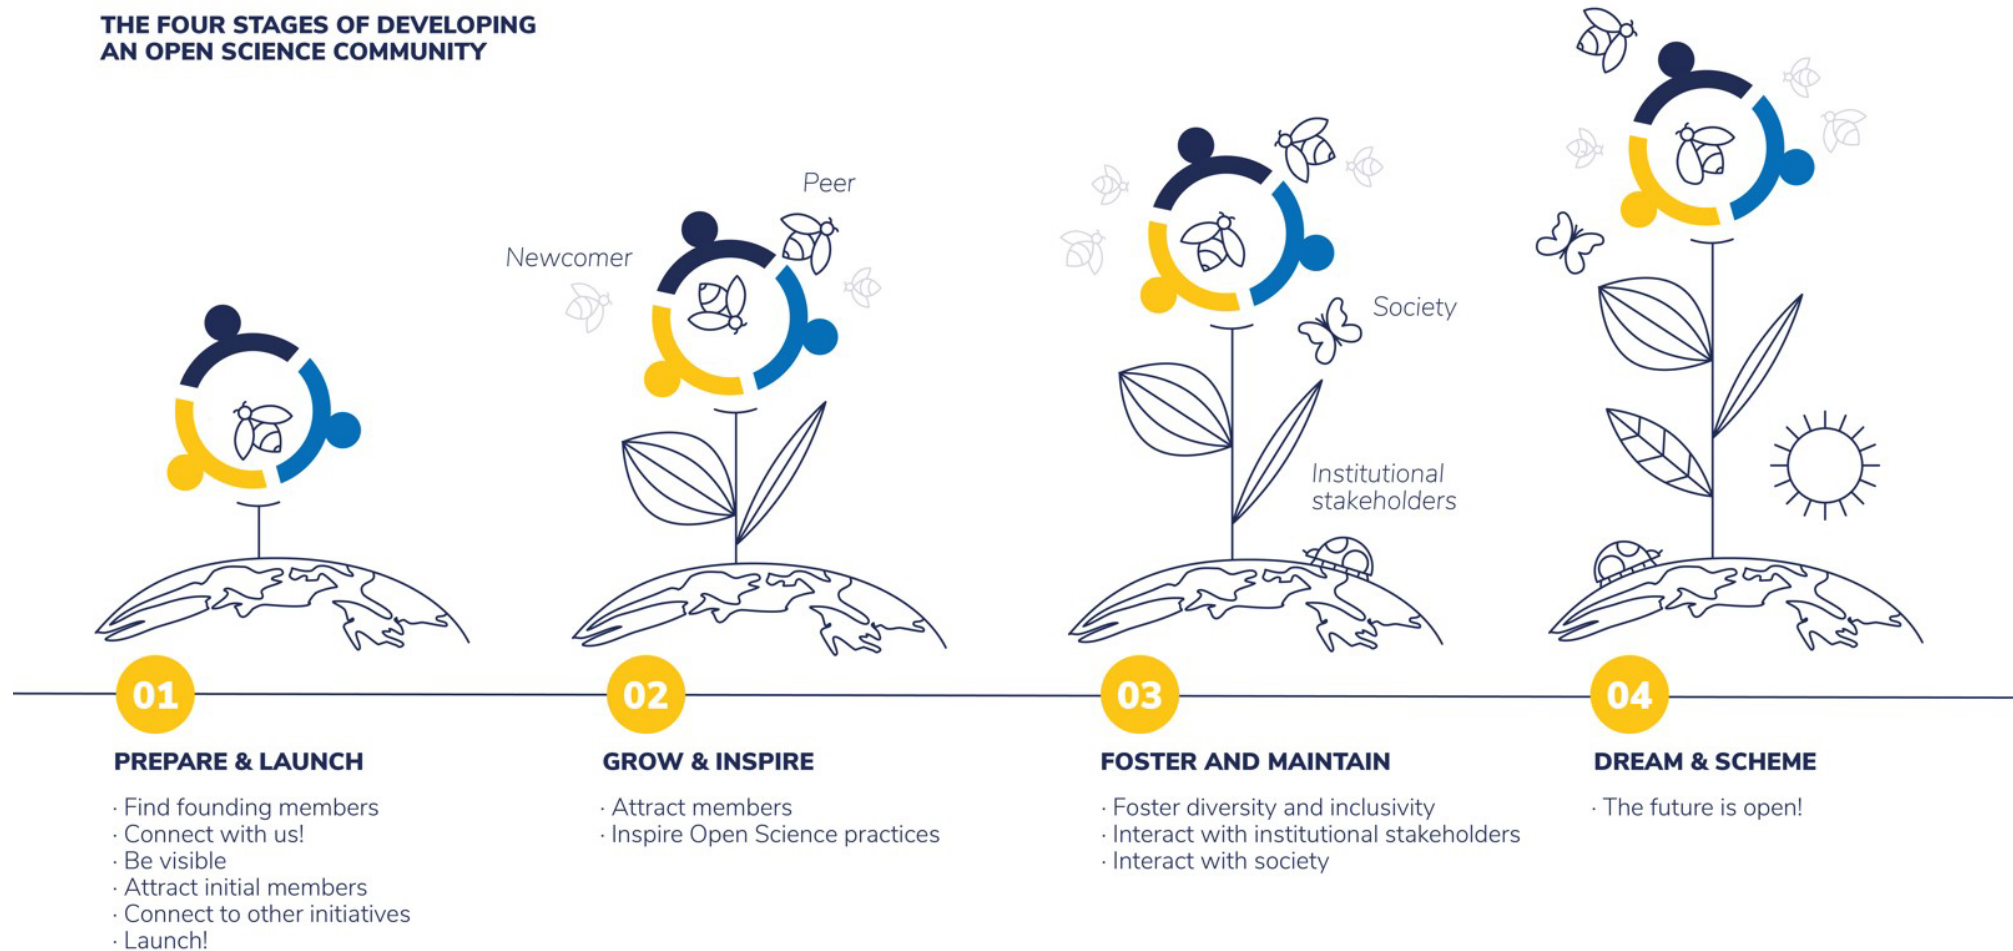 THE FOUR STAGES OF DEVELOPING
AN OPEN SCIENCE COMMUNITY
Newcomer
Peer
Society
Institutional
stakeholders
01
PREPARE & LAUNCH
· Find founding members
· Connect with us!
· Be visible
· Attract initial members
· Connect to other initiatives
· Launch!
02
GROW & INSPIRE
· Attract members
· Inspire Open Science practices
03
FOSTER AND MAINTAIN
· Foster diversity and inclusivity
· Interact with institutional stakeholders
· Interact with society
04
DREAM & SCHEME
· The future is open!